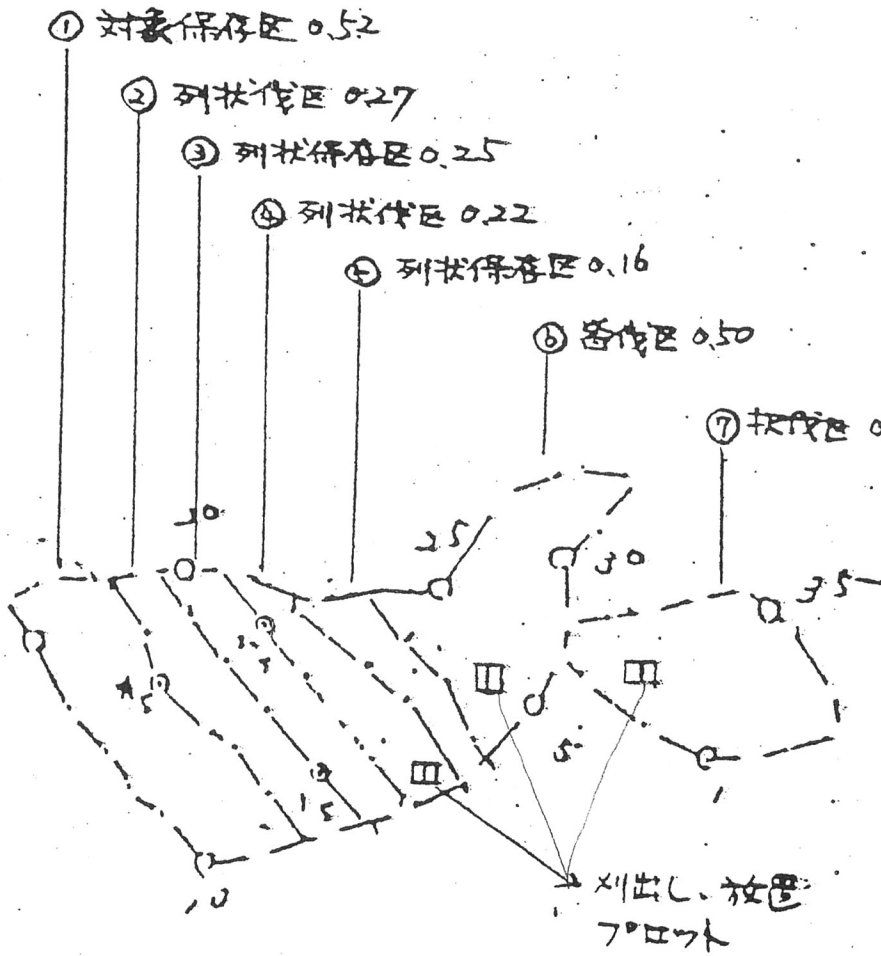 ① 対象保存区 0.52
② 列状伐区 0.27
③ 列状保存区 0.25
④ 列状伐区 0.22
⑤ 列状保存区 0.16
⑥ 皆伐区 0.50
⑦ 択伐区 0
30
25
30
35
5
15
5
1
10
刈出し、放置
プロット